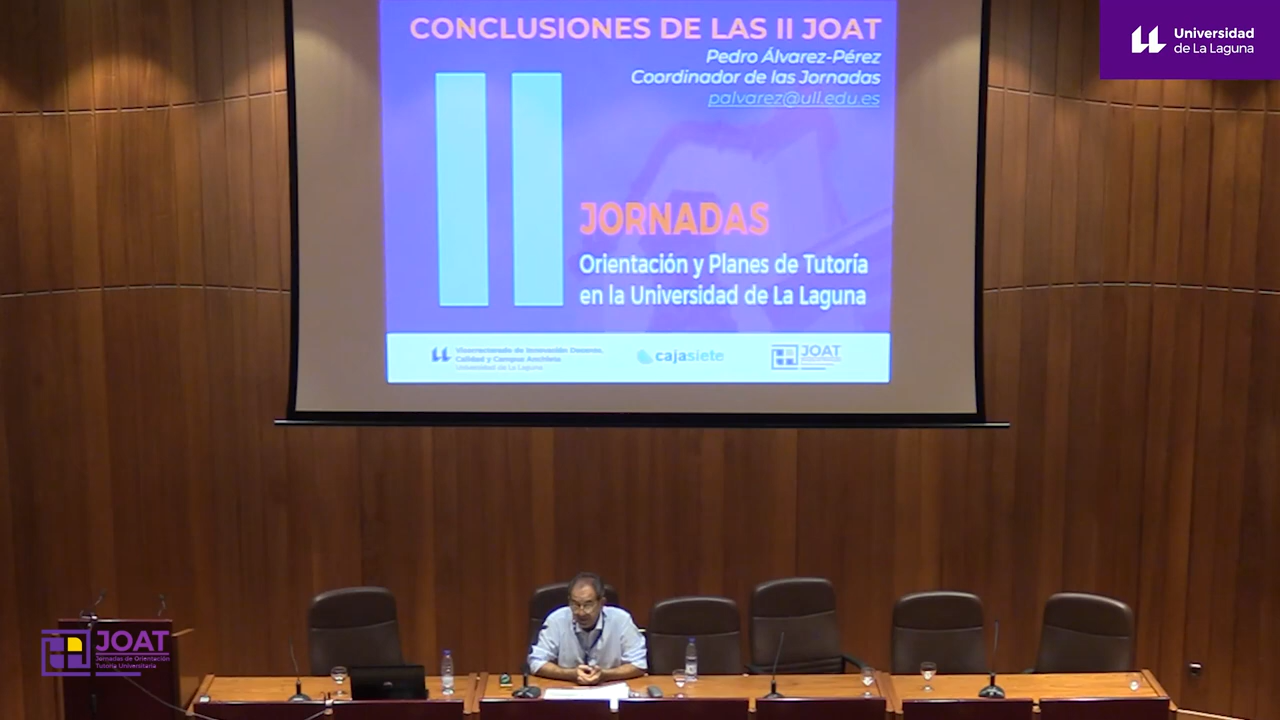 CONCLUSIONES DE LAS II JOAT
Pedro Álvarez-Pérez
Coordinador de las Jornadas
palvarez@ull.edu.es
II
JORNADAS
Orientación y Planes de Tutoría
en la Universidad de La Laguna
Vicerrectorado de Innovación Docente,
Calidad y Campus Anchieta
Universidad de La Laguna
cajasiete
JOAT
Universidad
de La Laguna
JOAT
Jornadas de Orientación
Tutoría Universitaria